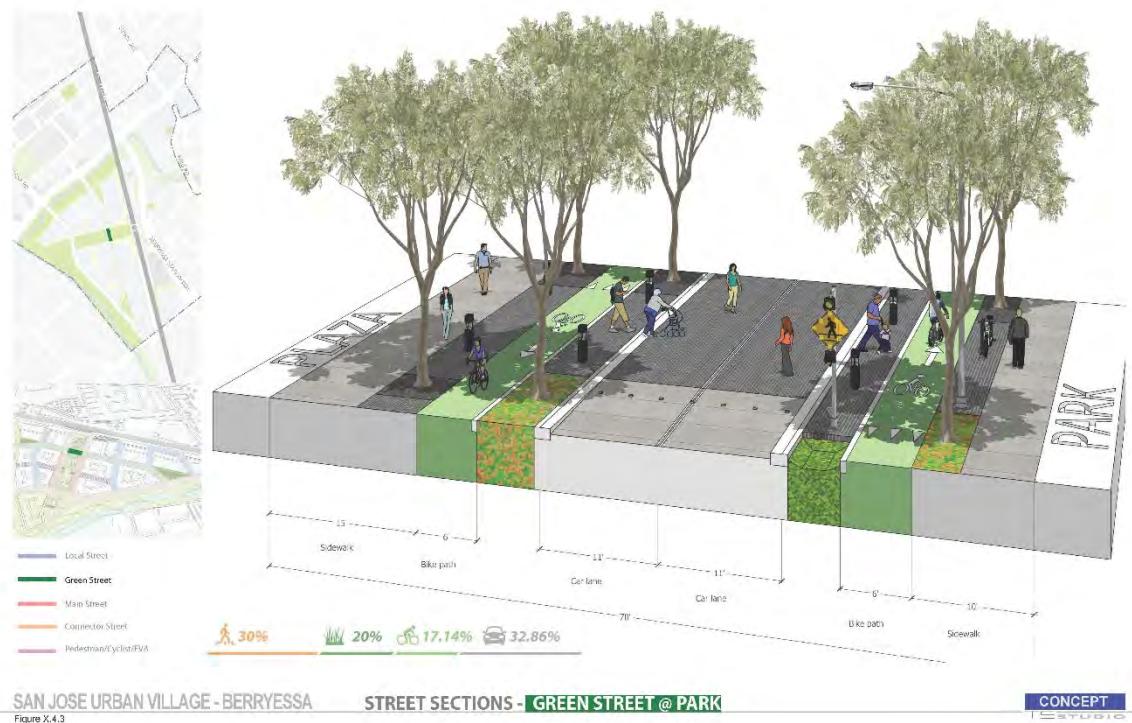 PLAZA
PARK
15
Sidewalk
6'
Bike path
11'
Car lane
11'
Car lane
6'
Bike path
10'
Sidewalk
70'
Local Street
Green Street
Main Street
Connector Street
Pedestrian/Cyclist/EVA
30%
20%
17.14%
32.86%
SAN JOSE URBAN VILLAGE - BERRYESSA
STREET SECTIONS - GREEN STREET @ PARK
CONCEPT
Figure X.4.3